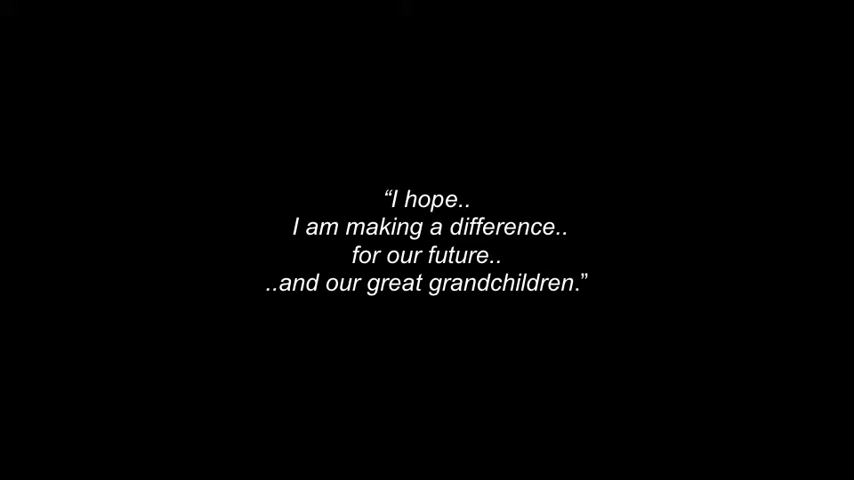 “I hope..
I am making a difference..
for our future..
..and our great grandchildren.”